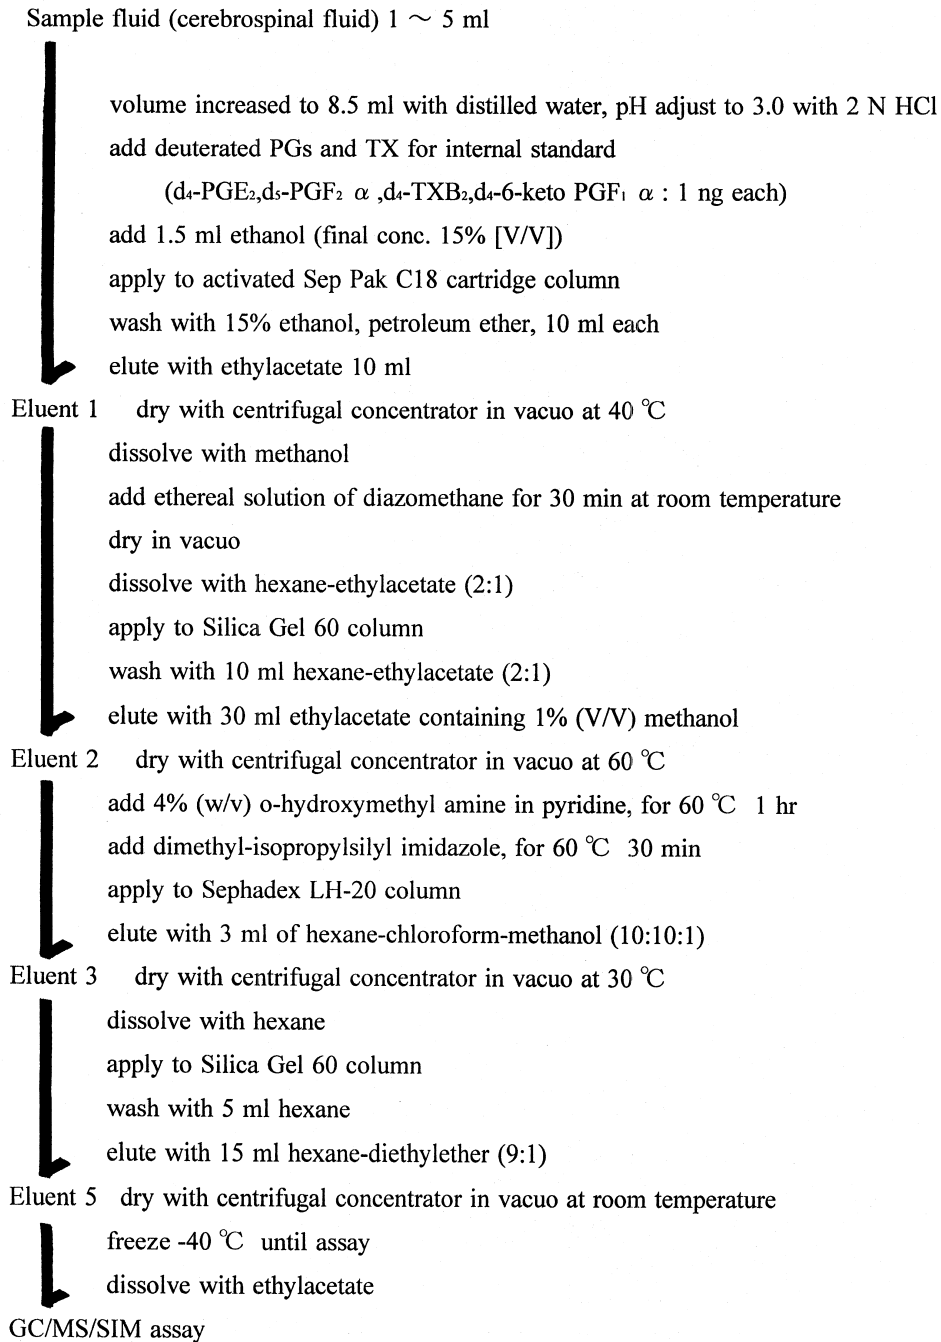 Sample fluid (cerebrospinal fluid) 1 ～ 5 ml
volume increased to 8.5 ml with distilled water, pH adjust to 3.0 with 2 N HCl
add deuterated PGs and TX for internal standard
(d₄-PGE₂,d₅-PGF₂ α ,d₄-TXB₂,d₄-6-keto PGF₁ α : 1 ng each)
add 1.5 ml ethanol (final conc. 15% [V/V])
apply to activated Sep Pak C18 cartridge column
wash with 15% ethanol, petroleum ether, 10 ml each
elute with ethylacetate 10 ml
Eluent 1 dry with centrifugal concentrator in vacuo at 40 ℃
dissolve with methanol
add ethereal solution of diazomethane for 30 min at room temperature
dry in vacuo
dissolve with hexane-ethylacetate (2:1)
apply to Silica Gel 60 column
wash with 10 ml hexane-ethylacetate (2:1)
elute with 30 ml ethylacetate containing 1% (V/V) methanol
Eluent 2 dry with centrifugal concentrator in vacuo at 60 ℃
add 4% (w/v) o-hydroxymethyl amine in pyridine, for 60 ℃ 1 hr
add dimethyl-isopropylsilyl imidazole, for 60 ℃ 30 min
apply to Sephadex LH-20 column
elute with 3 ml of hexane-chloroform-methanol (10:10:1)
Eluent 3 dry with centrifugal concentrator in vacuo at 30 ℃
dissolve with hexane
apply to Silica Gel 60 column
wash with 5 ml hexane
elute with 15 ml hexane-diethylether (9:1)
Eluent 5 dry with centrifugal concentrator in vacuo at room temperature
freeze -40 ℃ until assay
dissolve with ethylacetate
GC/MS/SIM assay